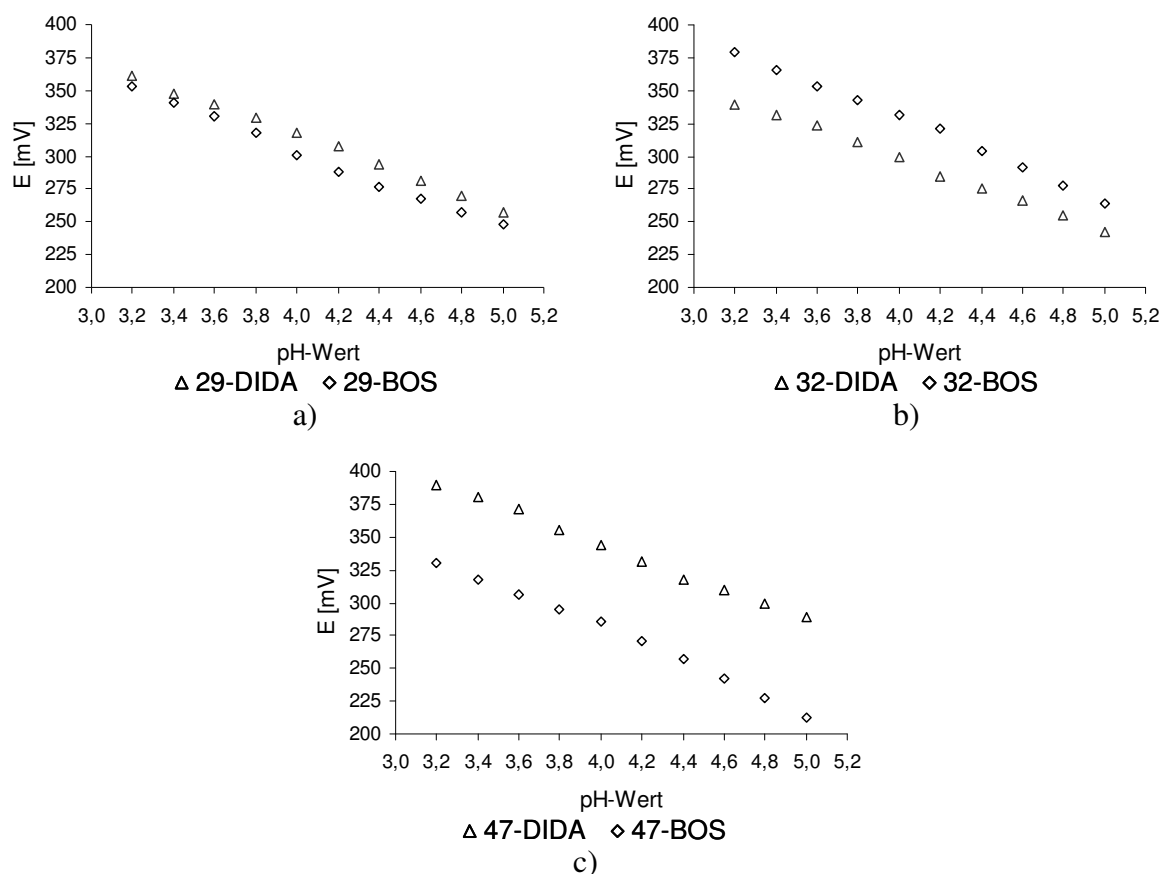 400
375
350
325
300
275
250
225
200
E [mV]
3,0 3,2 3,4 3,6 3,8 4,0 4,2 4,4 4,6 4,8 5,0 5,2
pH-Wert
29-DIDA 29-BOS
a)
400
375
350
325
300
275
250
225
200
E [mV]
3,0 3,2 3,4 3,6 3,8 4,0 4,2 4,4 4,6 4,8 5,0 5,2
pH-Wert
32-DIDA 32-BOS
b)
400
375
350
325
300
275
250
225
200
E [mV]
3,0 3,2 3,4 3,6 3,8 4,0 4,2 4,4 4,6 4,8 5,0 5,2
pH-Wert
47-DIDA 47-BOS
c)